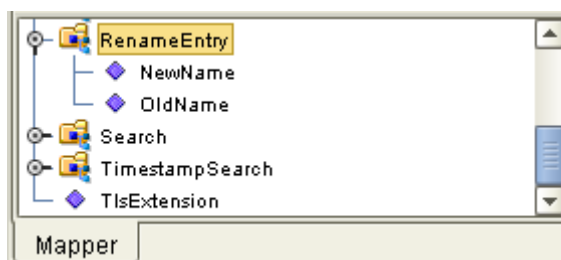 RenameEntry
NewName
OldName
Search
TimestampSearch
TlsExtension
Mapper